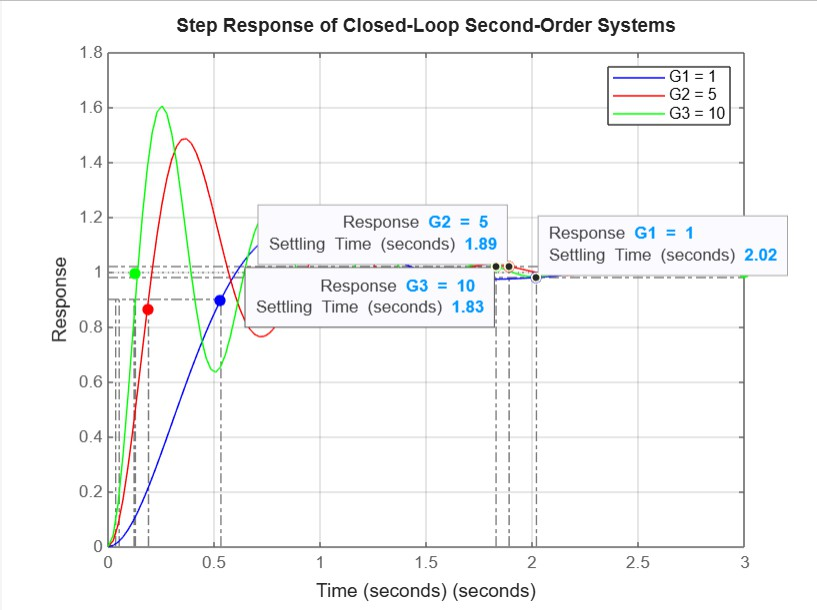 Step Response of Closed-Loop Second-Order Systems
1.8
1.6
1.4
1.2
1
0.8
0.6
0.4
0.2
0
Response
G1 = 1
G2 = 5
G3 = 10
Response G2 = 5
Settling Time (seconds) 1.89
Response G1 = 1
Settling Time (seconds) 2.02
Response G3 = 10
Settling Time (seconds) 1.83
0 0.5 1 1.5 2 2.5 3
Time (seconds) (seconds)